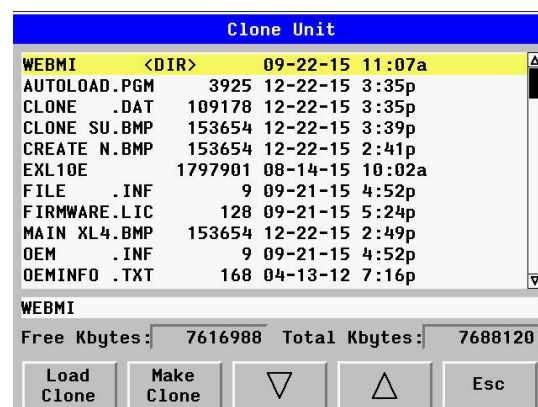 Clone Unit
WEBMI <DIR> 09-22-15 11:07a
AUTOLOAD.PGM 3925 12-22-15 3:35p
CLONE .DAT 109178 12-22-15 3:35p
CLONE SU.BMP 153654 12-22-15 3:39p
CREATE N.BMP 153654 12-22-15 2:41p
EXL10E 1797901 08-14-15 10:02a
FILE .INF 9 09-21-15 4:52p
FIRMWARE.LIC 128 09-21-15 5:24p
MAIN XL4.BMP 153654 12-22-15 2:49p
OEM .INF 9 09-21-15 4:52p
OEMINFO .TXT 168 04-13-12 7:16p
WEBMI
Free Kbytes: 7616988 Total Kbytes: 7688120
Load Clone
Make Clone
Esc